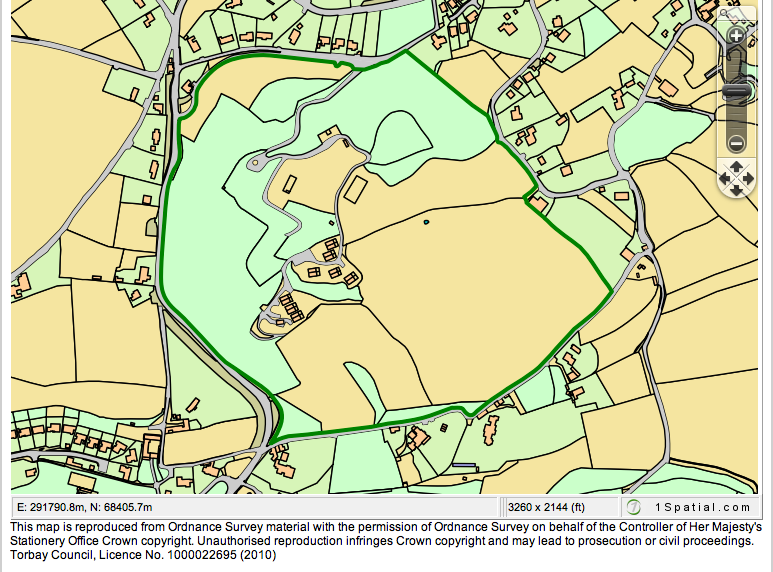 E: 291790.8m, N: 68405.7m
3260 x 2144 (ft)
1Spatial.com
This map is reproduced from Ordnance Survey material with the permission of Ordnance Survey on behalf of the Controller of Her Majesty's
Stationery Office Crown copyright. Unauthorised reproduction infringes Crown copyright and may lead to prosecution or civil proceedings.
Torbay Council, Licence No. 1000022695 (2010)